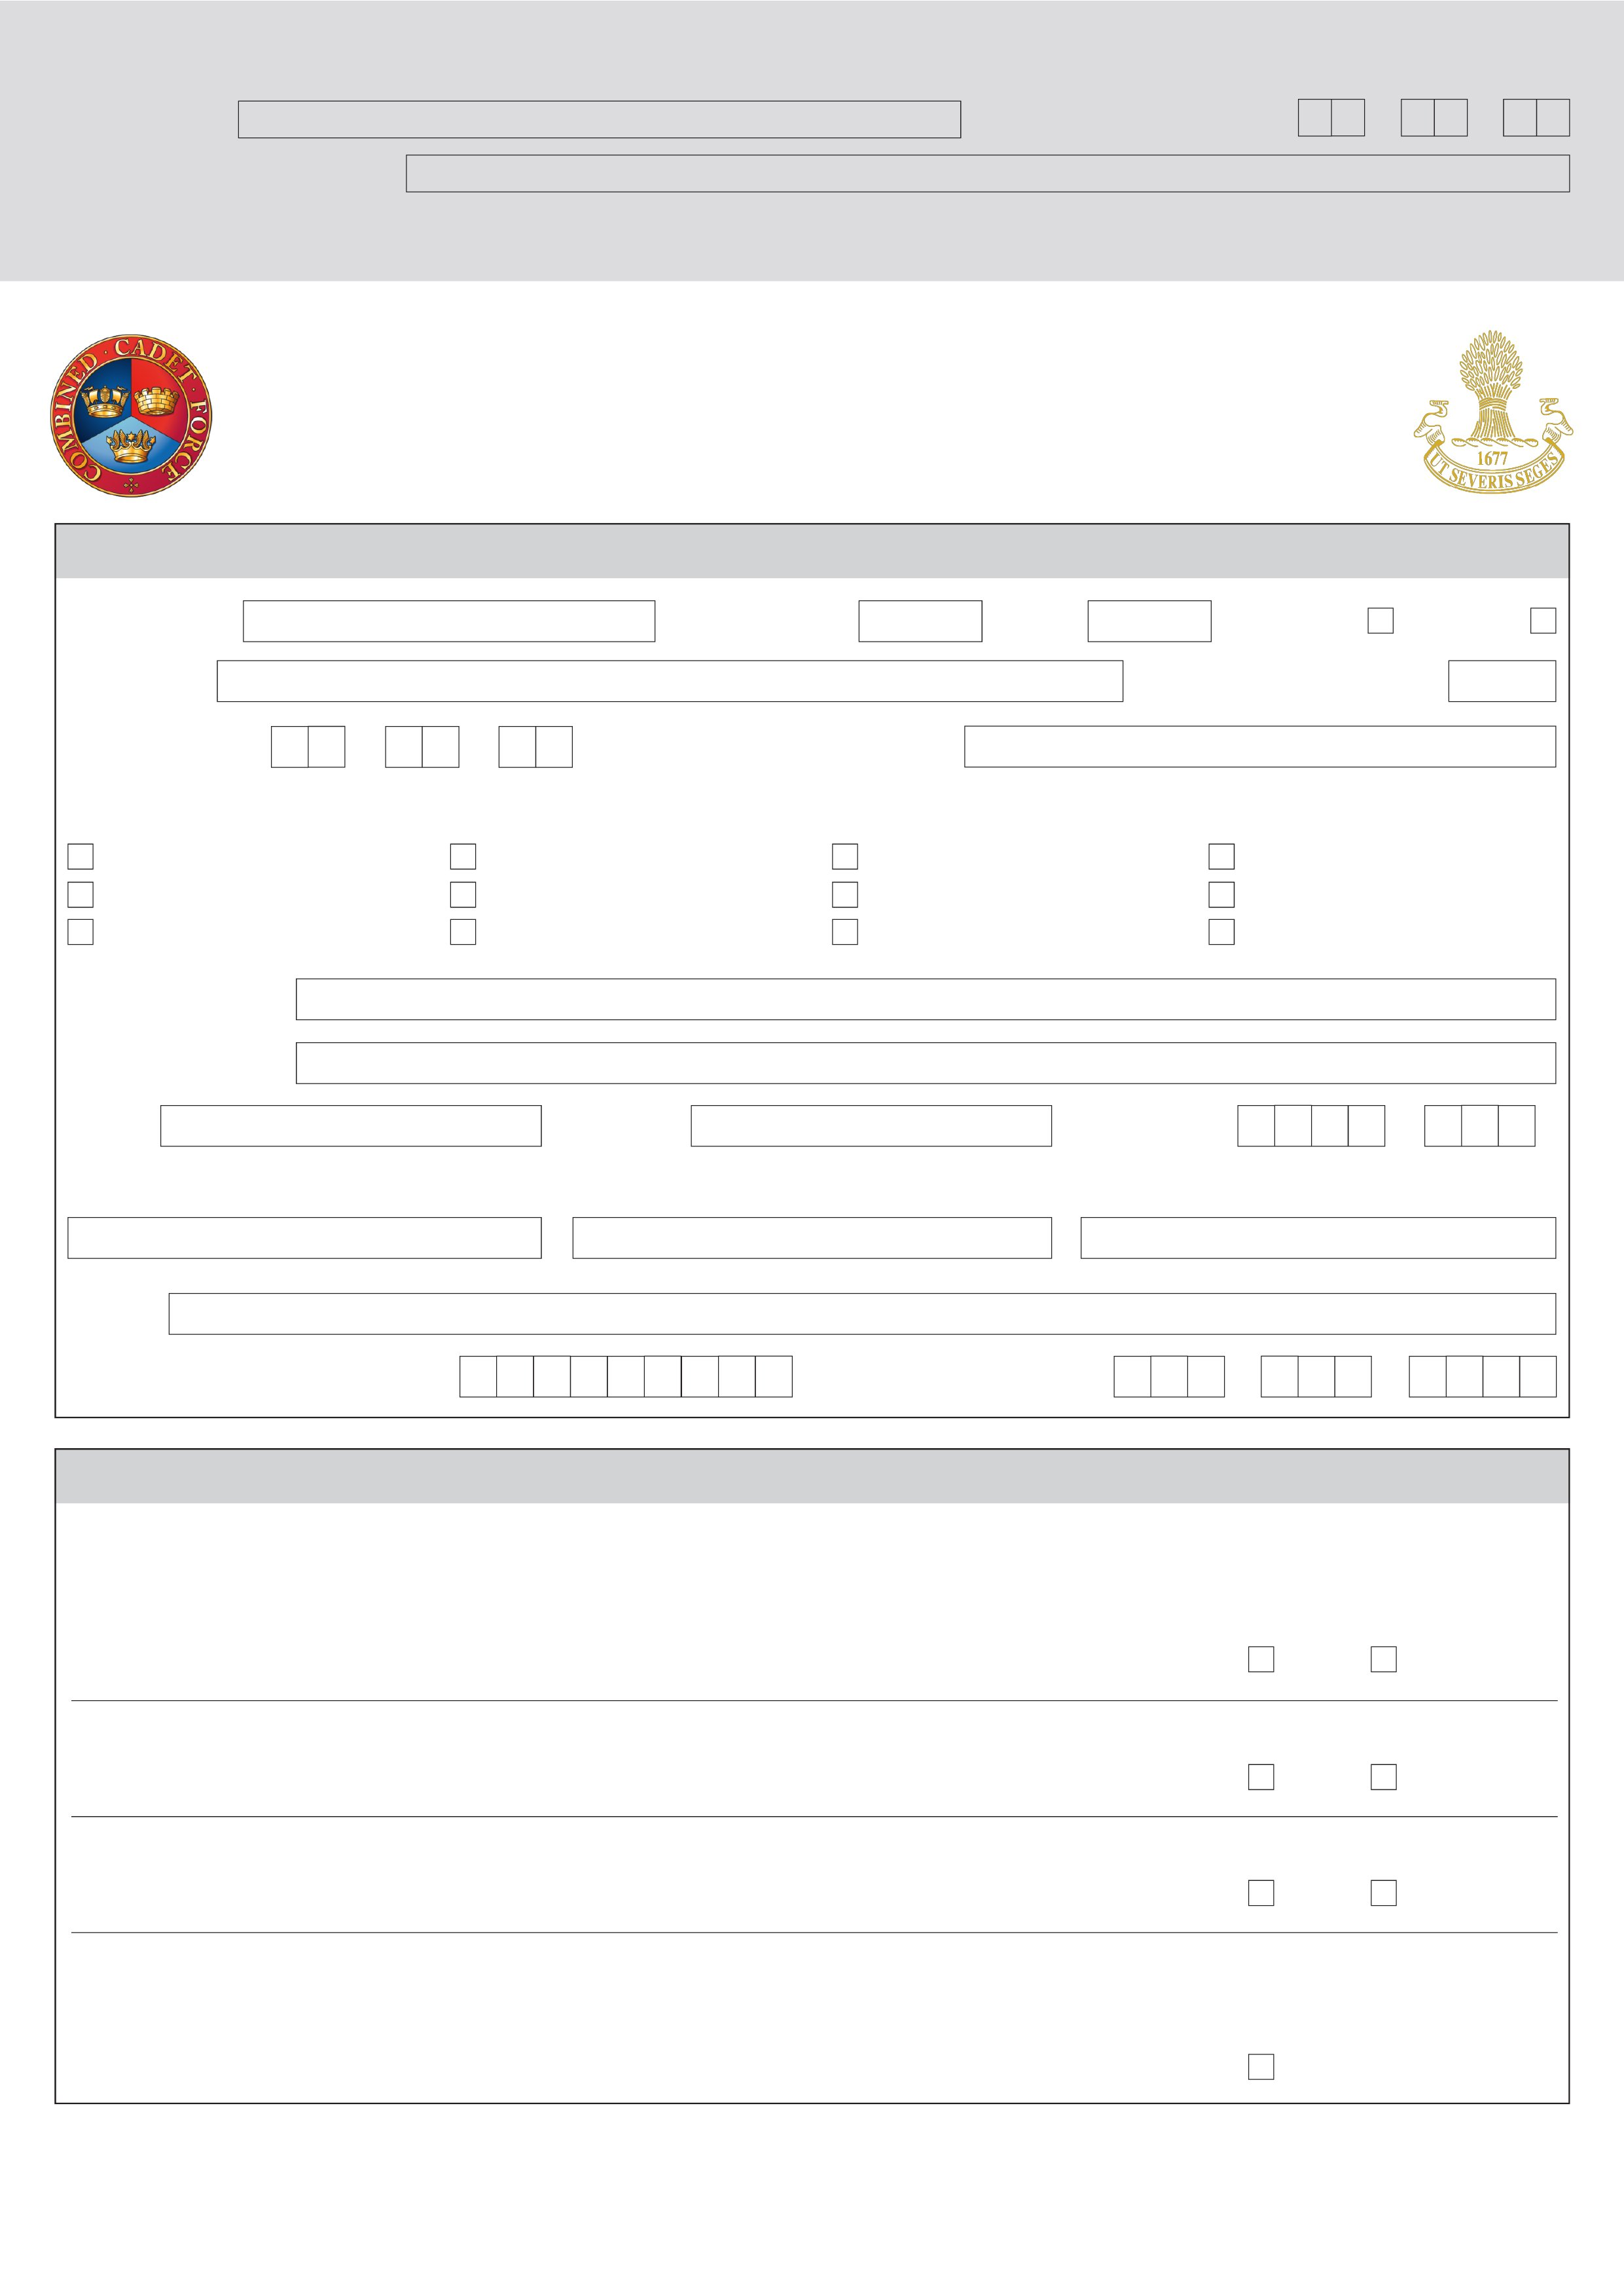 COMBINED · CADET · FORCE
1677
UT SEVERIS SEGES